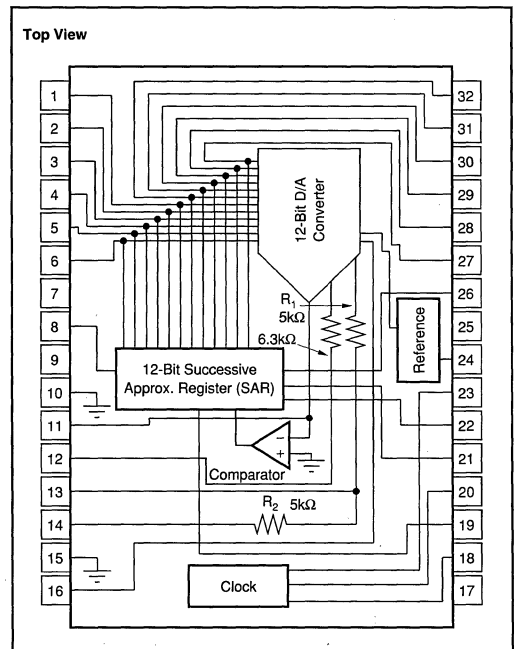 Top View
1
2
3
4
5
6
7
8
9
10
11
12
13
14
15
16
32
31
30
29
28
27
26
25
24
23
22
21
20
19
18
17
12-Bit D/A
Converter
R1
5kΩ
6.3kΩ
Reference
12-Bit Successive
Approx. Register (SAR)
−
+
Comparator
R2 5kΩ
Clock